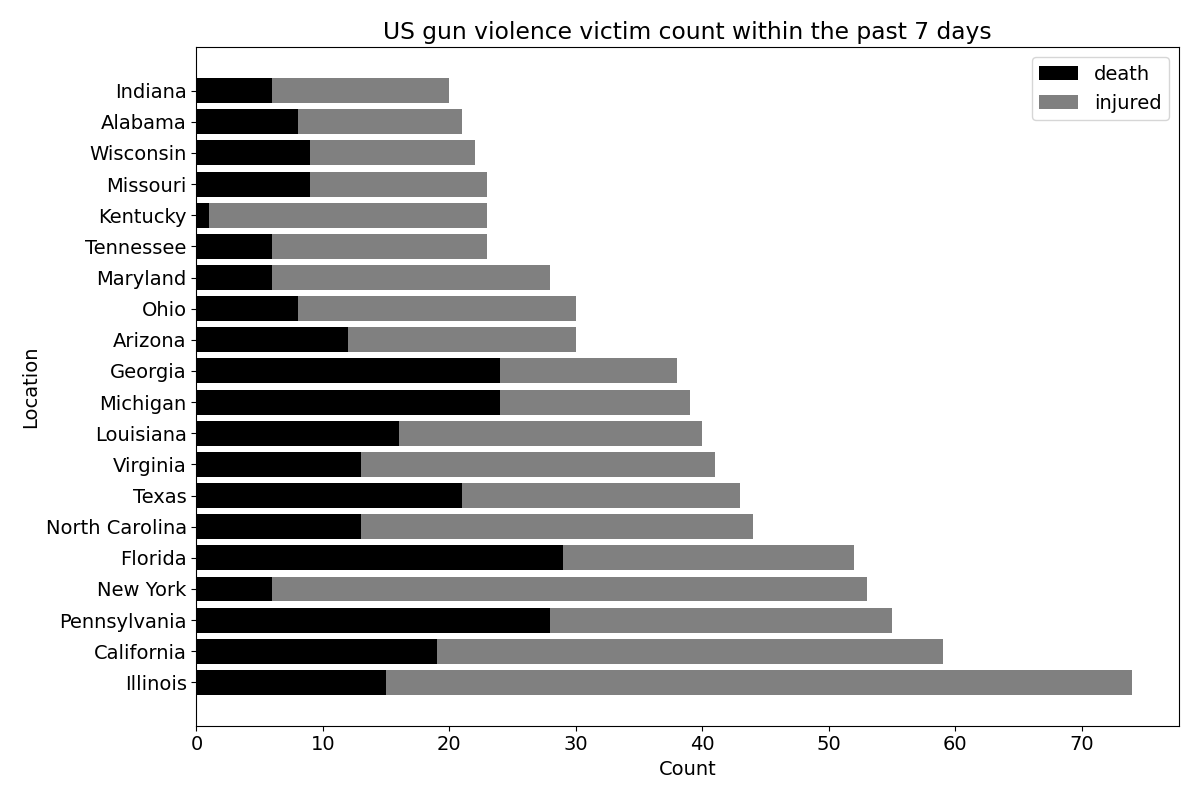 US gun violence victim count within the past 7 days
death
injured
Indiana
Alabama
Wisconsin
Missouri
Kentucky
Tennessee
Maryland
Ohio
Arizona
Georgia
Michigan
Louisiana
Virginia
Texas
North Carolina
Florida
New York
Pennsylvania
California
Illinois
Location
0 10 20 30 40 50 60 70
Count